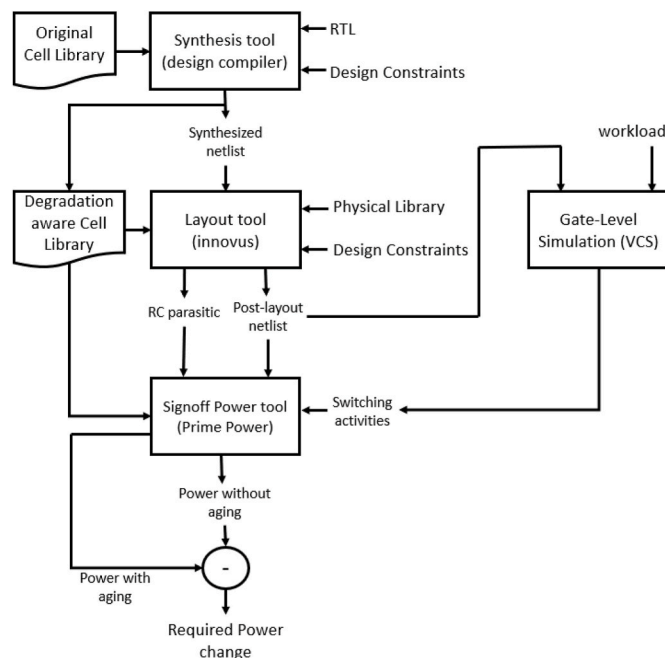 Original
Cell Library
Synthesis tool
(design compiler)
RTL
Design Constraints
Synthesized
netlist
workload
Degradation
aware Cell
Library
Layout tool
(innovus)
Physical Library
Design Constraints
Gate-Level
Simulation (VCS)
RC parasitic
Post-layout
netlist
Signoff Power tool
(Prime Power)
Switching
activities
Power without
aging
Power with
aging
-
Required Power
change